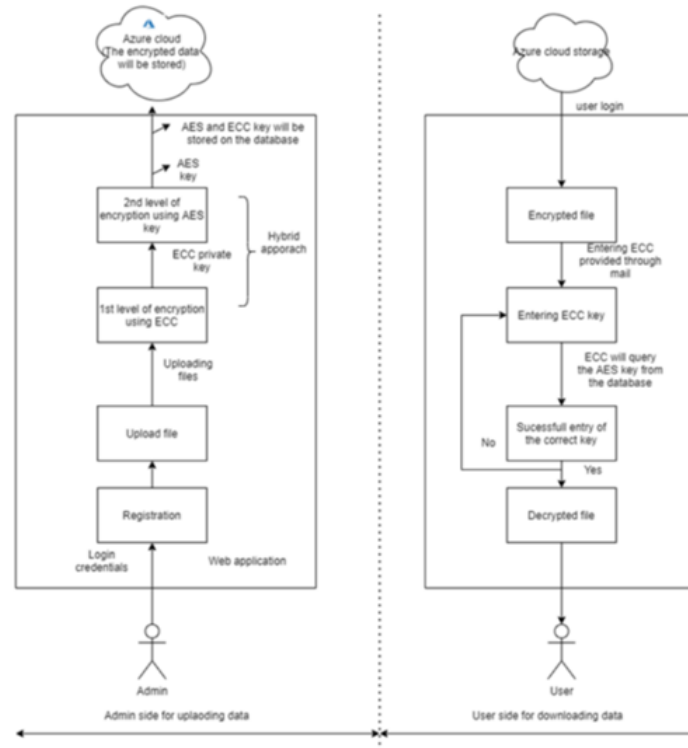 Azure cloud
(The encrypted data
will be stored)
AES and ECC key will be
stored on the database
AES
key
2nd level of
encryption using AES
key
Hybrid
apporach
ECC private
key
1st level of encryption
using ECC
Uploading
files
Upload file
Registration
Login
credentials
Web application
Admin
Admin side for uplaoding data
Azure cloud storage
user login
Encrypted file
Entering ECC
provided through
mail
Entering ECC key
ECC will query
the AES key from
the database
Sucessfull entry of
the correct key
No
Yes
Decrypted file
User
User side for downloading data